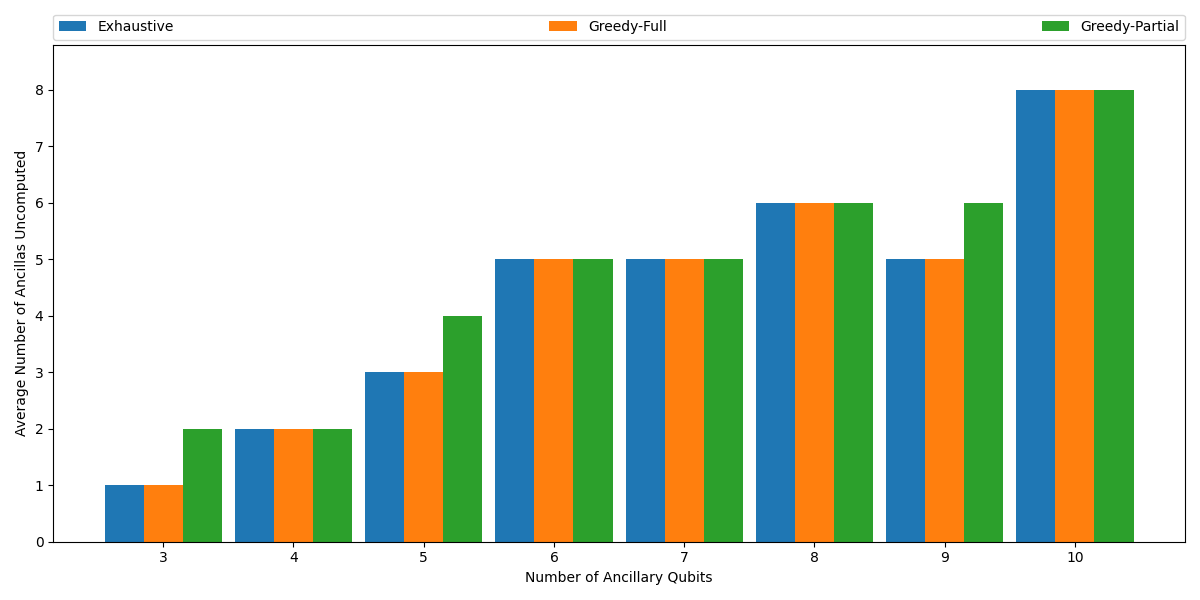 Exhaustive Greedy-Full Greedy-Partial
Average Number of Ancillas Uncomputed
8
7
6
5
4
3
2
1
0
3 4 5 6 7 8 9 10
Number of Ancillary Qubits